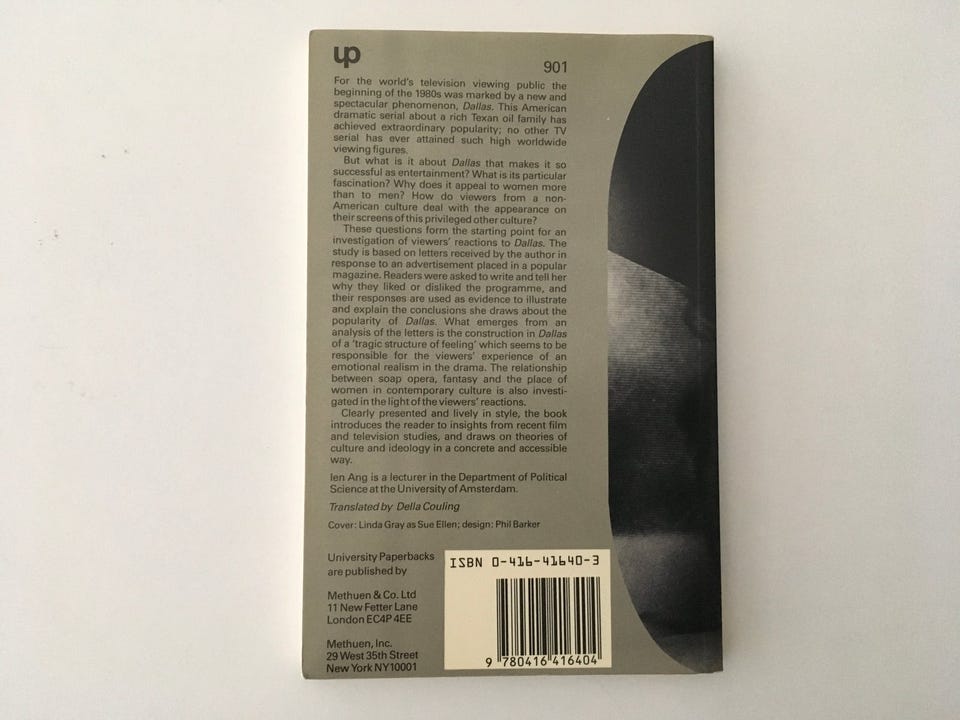 up
901
For the world's television viewing public the
beginning of the 1980s was marked by a new and
spectacular phenomenon, Dallas. This American
dramatic serial about a rich Texan oil family has
achieved extraordinary popularity; no other TV
serial has ever attained such high worldwide
viewing figures.
But what is it about Dallas that makes it so
successful as entertainment? What is its particular
fascination? Why does it appeal to women more
than to men? How do viewers from a non-
American culture deal with the appearance on
their screens of this privileged other culture?
These questions form the starting point for an
investigation of viewers' reactions to Dallas. The
study is based on letters received by the author in
response to an advertisement placed in a popular
magazine. Readers were asked to write and tell her
why they liked or disliked the programme, and
their responses are used as evidence to illustrate
and explain the conclusions she draws about the
popularity of Dallas. What emerges from an
analysis of the letters is the construction in Dallas
of a 'tragic structure of feeling' which seems to be
responsible for the viewers' experience of an
emotional realism in the drama. The relationship
between soap opera, fantasy and the place of
women in contemporary culture is also investi-
gated in the light of the viewers' reactions.
Clearly presented and lively in style, the book
introduces the reader to insights from recent film
and television studies, and draws on theories of
culture and ideology in a concrete and accessible
way.
Ien Ang is a lecturer in the Department of Political
Science at the University of Amsterdam.
Translated by Della Couling
Cover: Linda Gray as Sue Ellen; design: Phil Barker
University Paperbacks
are published by
Methuen & Co. Ltd
11 New Fetter Lane
London EC4P 4EE
Methuen, Inc.
29 West 35th Street
New York NY10001
ISBN 0-416-41640-3
9 780416 416404